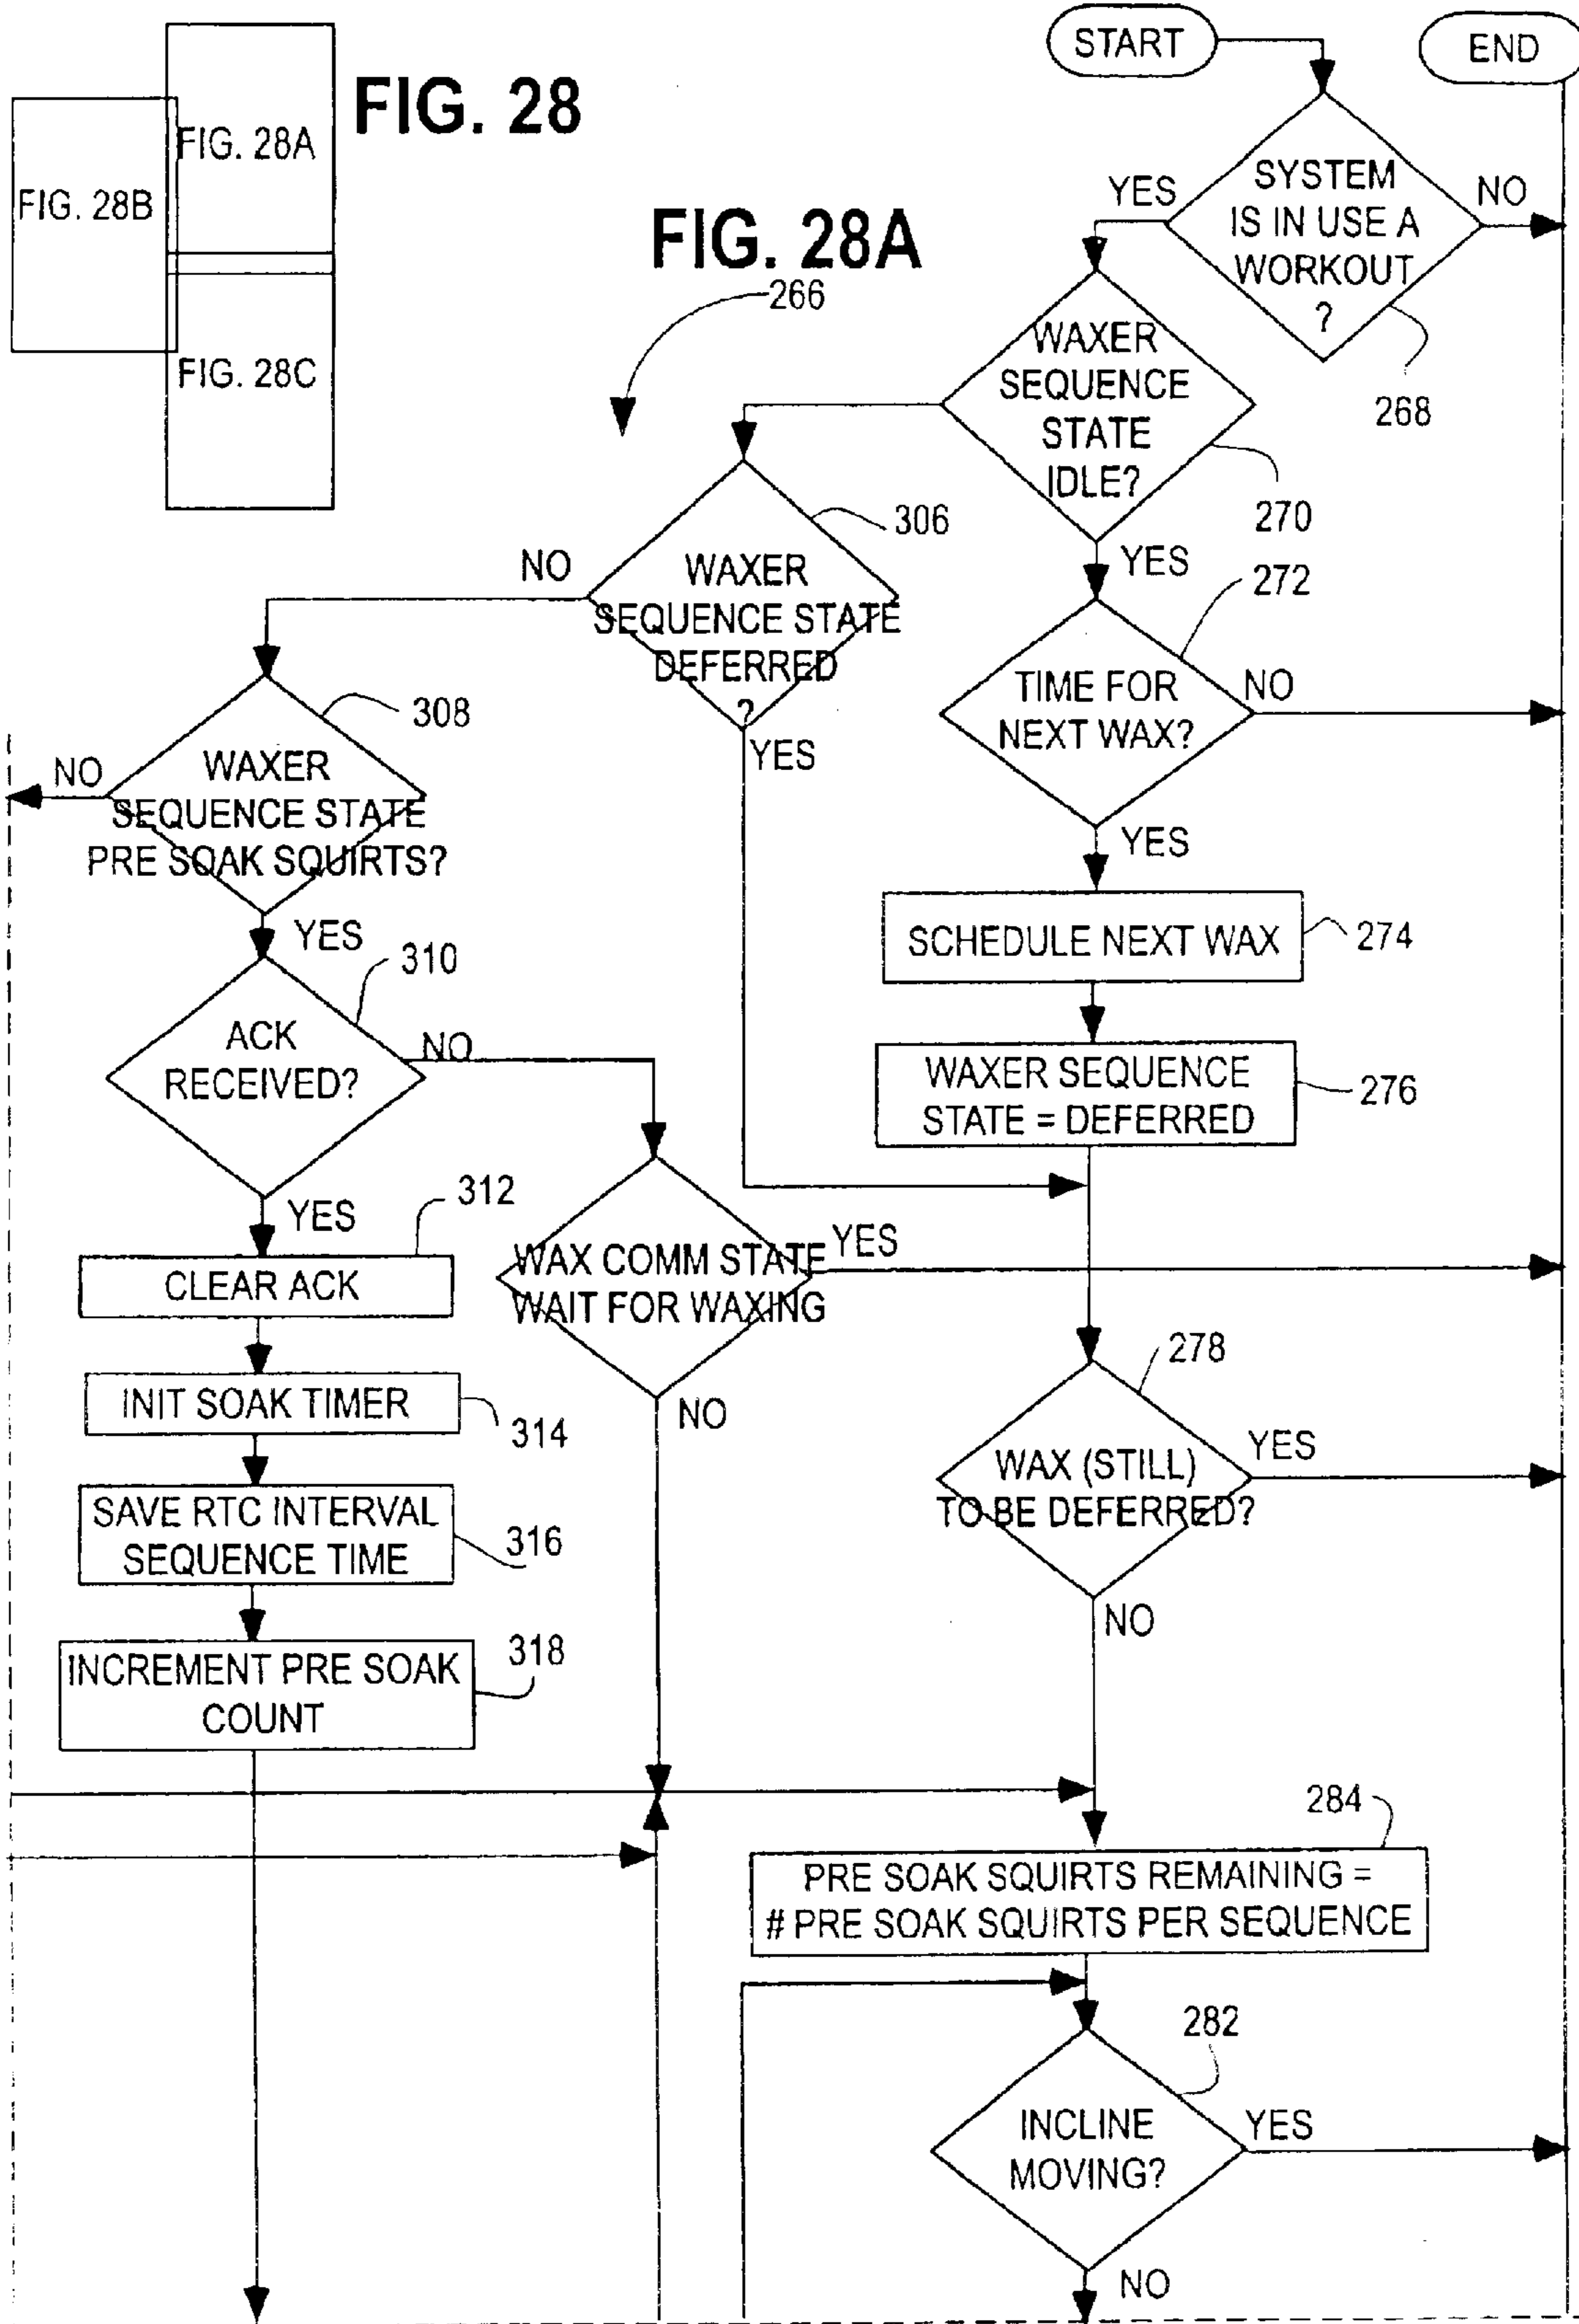 FIG. 28
FIG. 28A
FIG. 28B
FIG. 28C
FIG. 28A
266
START
END
SYSTEM
IS IN USE A
WORKOUT
?
YES
NO
268
WAXER
SEQUENCE
STATE
IDLE?
270
YES
306
WAXER
SEQUENCE STATE
DEFERRED
?
NO
YES
272
TIME FOR
NEXT WAX?
NO
YES
308
WAXER
SEQUENCE STATE
PRE SOAK SQUIRTS?
NO
YES
SCHEDULE NEXT WAX
274
310
ACK
RECEIVED?
NO
YES
WAXER SEQUENCE
STATE = DEFERRED
276
312
CLEAR ACK
WAX COMM STATE
WAIT FOR WAXING
YES
NO
INIT SOAK TIMER
314
278
WAX (STILL)
TO BE DEFERRED?
YES
NO
SAVE RTC INTERVAL
SEQUENCE TIME
316
INCREMENT PRE SOAK
COUNT
318
284
PRE SOAK SQUIRTS REMAINING =
# PRE SOAK SQUIRTS PER SEQUENCE
282
INCLINE
MOVING?
YES
NO